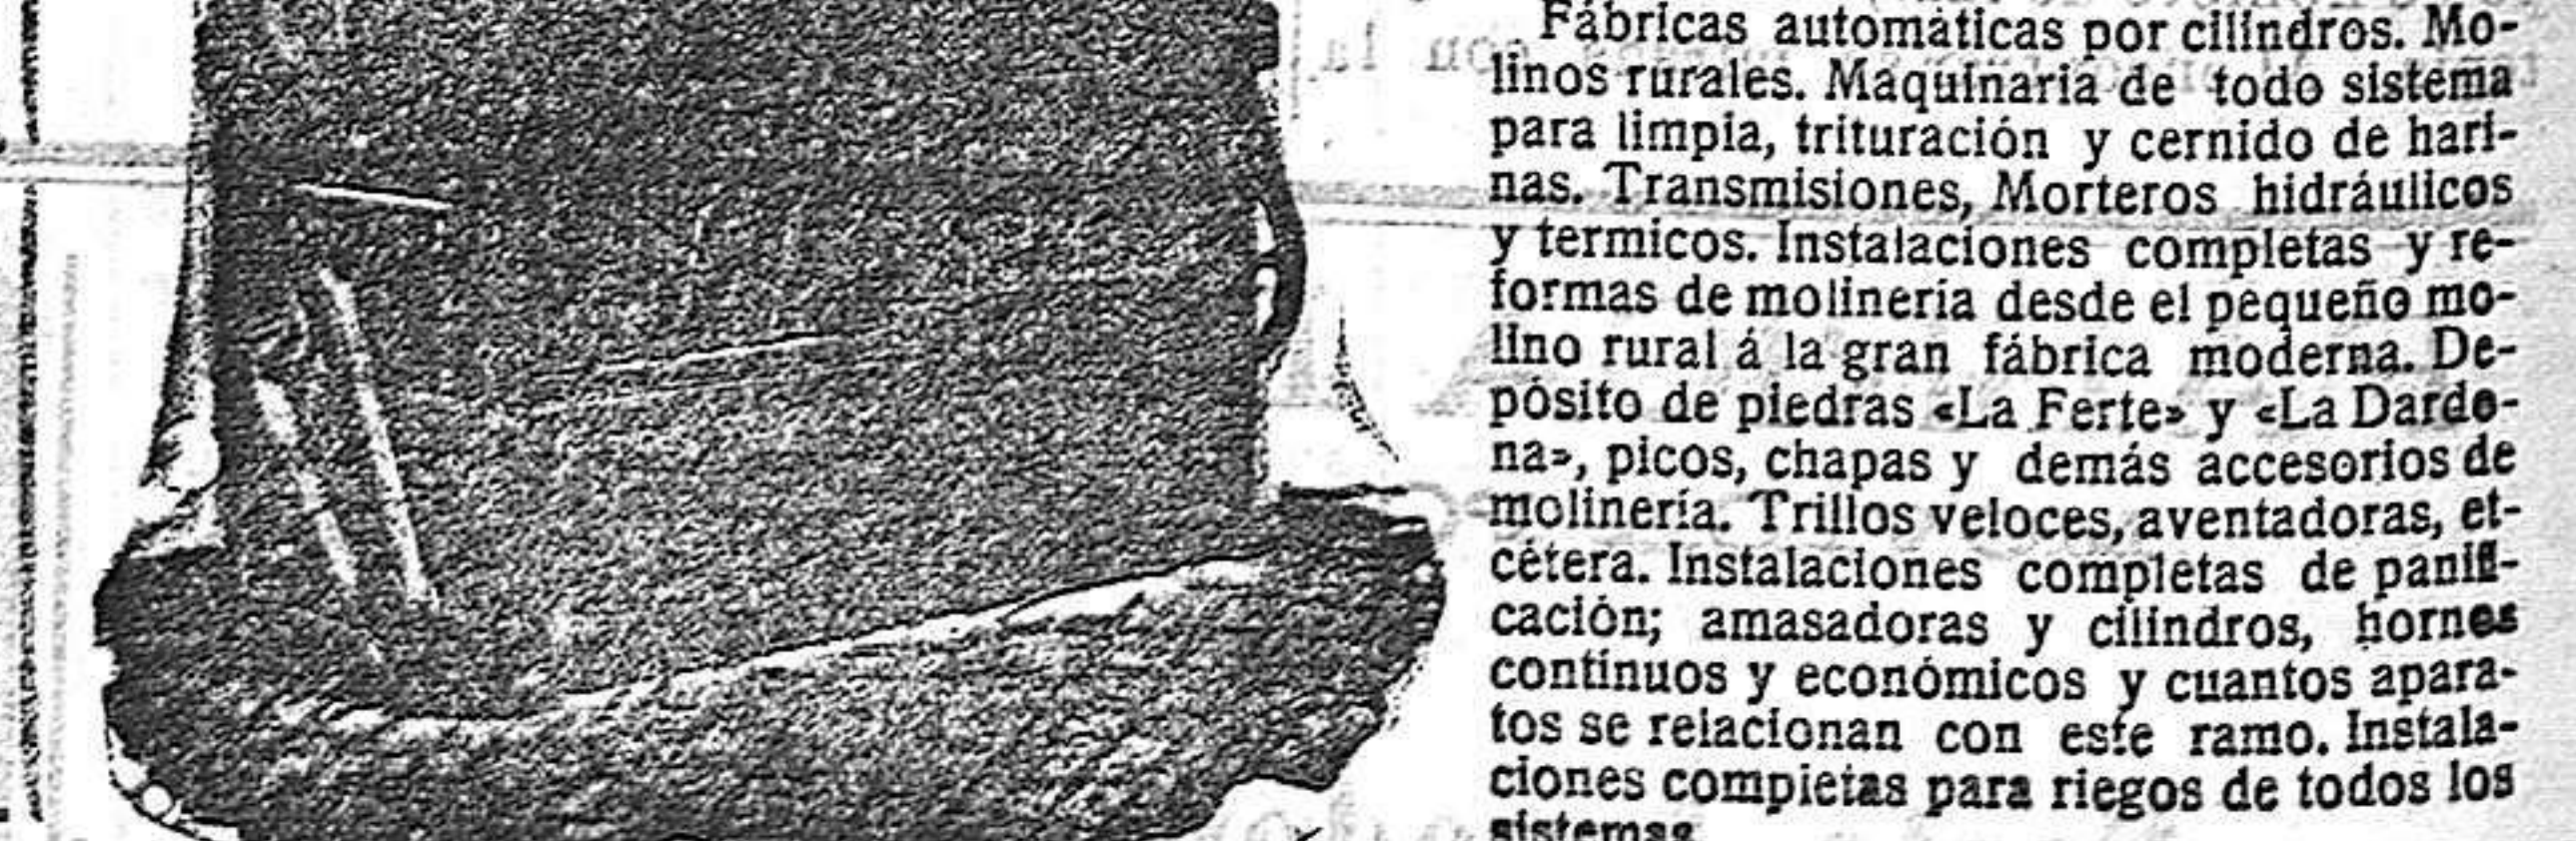 Fábricas automáticas por cilindros. Mo-
linos rurales. Maquinaria de todo sistema
para limpia, trituración y cernido de hari-
nas. Transmisiones, Morteros hidráulicos
y termicos. Instalaciones completas y re-
formas de molinería desde el pequeño mo-
lino rural á la gran fábrica moderna. De-
pósito de piedras «La Ferte» y «La Dardo-
na», picos, chapas y demás accesorios de
molinería. Trillos veloces, aventadoras, et-
cétera. Instalaciones completas de panifi-
cación; amasadoras y cilindros, hornos
contínuos y económicos y cuantos apara-
tos se relacionan con este ramo. Instala-
ciones completas para riegos de todos los
sistemas